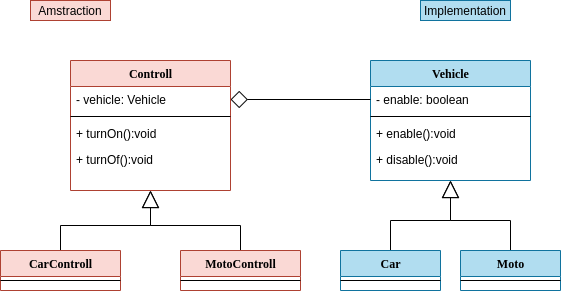 Amstraction
Implementation
Controll
- vehicle: Vehicle
+ turnOn():void
+ turnOf():void
Vehicle
- enable: boolean
+ enable():void
+ disable():void
CarControll
MotoControll
Car
Moto